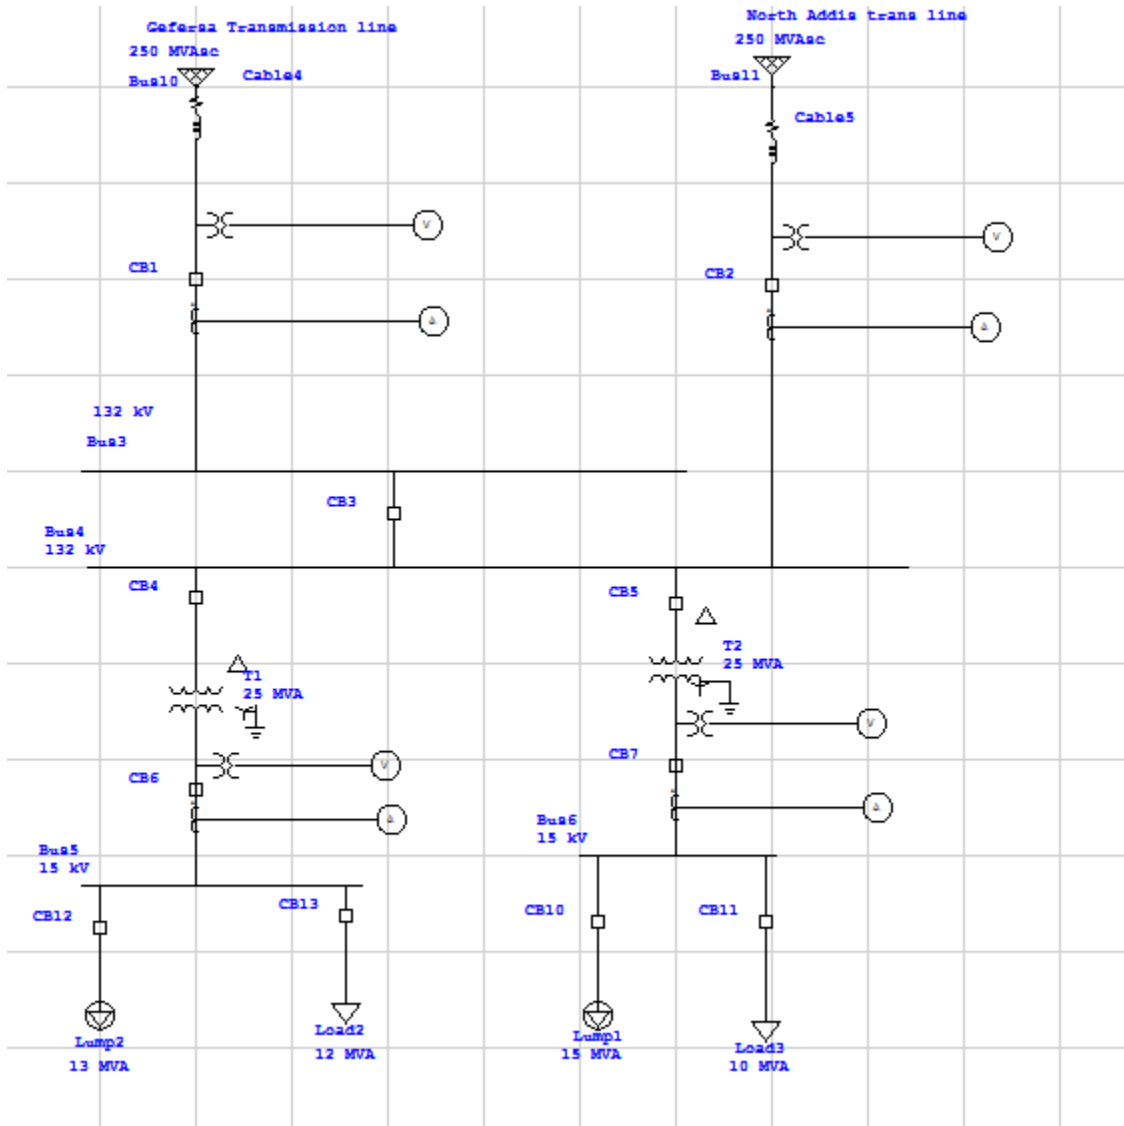 Gefersa Transmission line
North Addis trans line
250 MVAsc
250 MVAsc
Bus10
Cable4
Bus11
Cable5
V
V
CB1
CB2
A
A
132 kV
Bus3
CB3
Bus4
132 kV
CB4
CB5
T2
25 MVA
T1
25 MVA
V
CB7
V
CB6
A
A
Bus6
15 kV
Bus5
15 kV
CB13
CB12
CB10
CB11
Load2
12 MVA
Lump2
13 MVA
Lump1
15 MVA
Load3
10 MVA